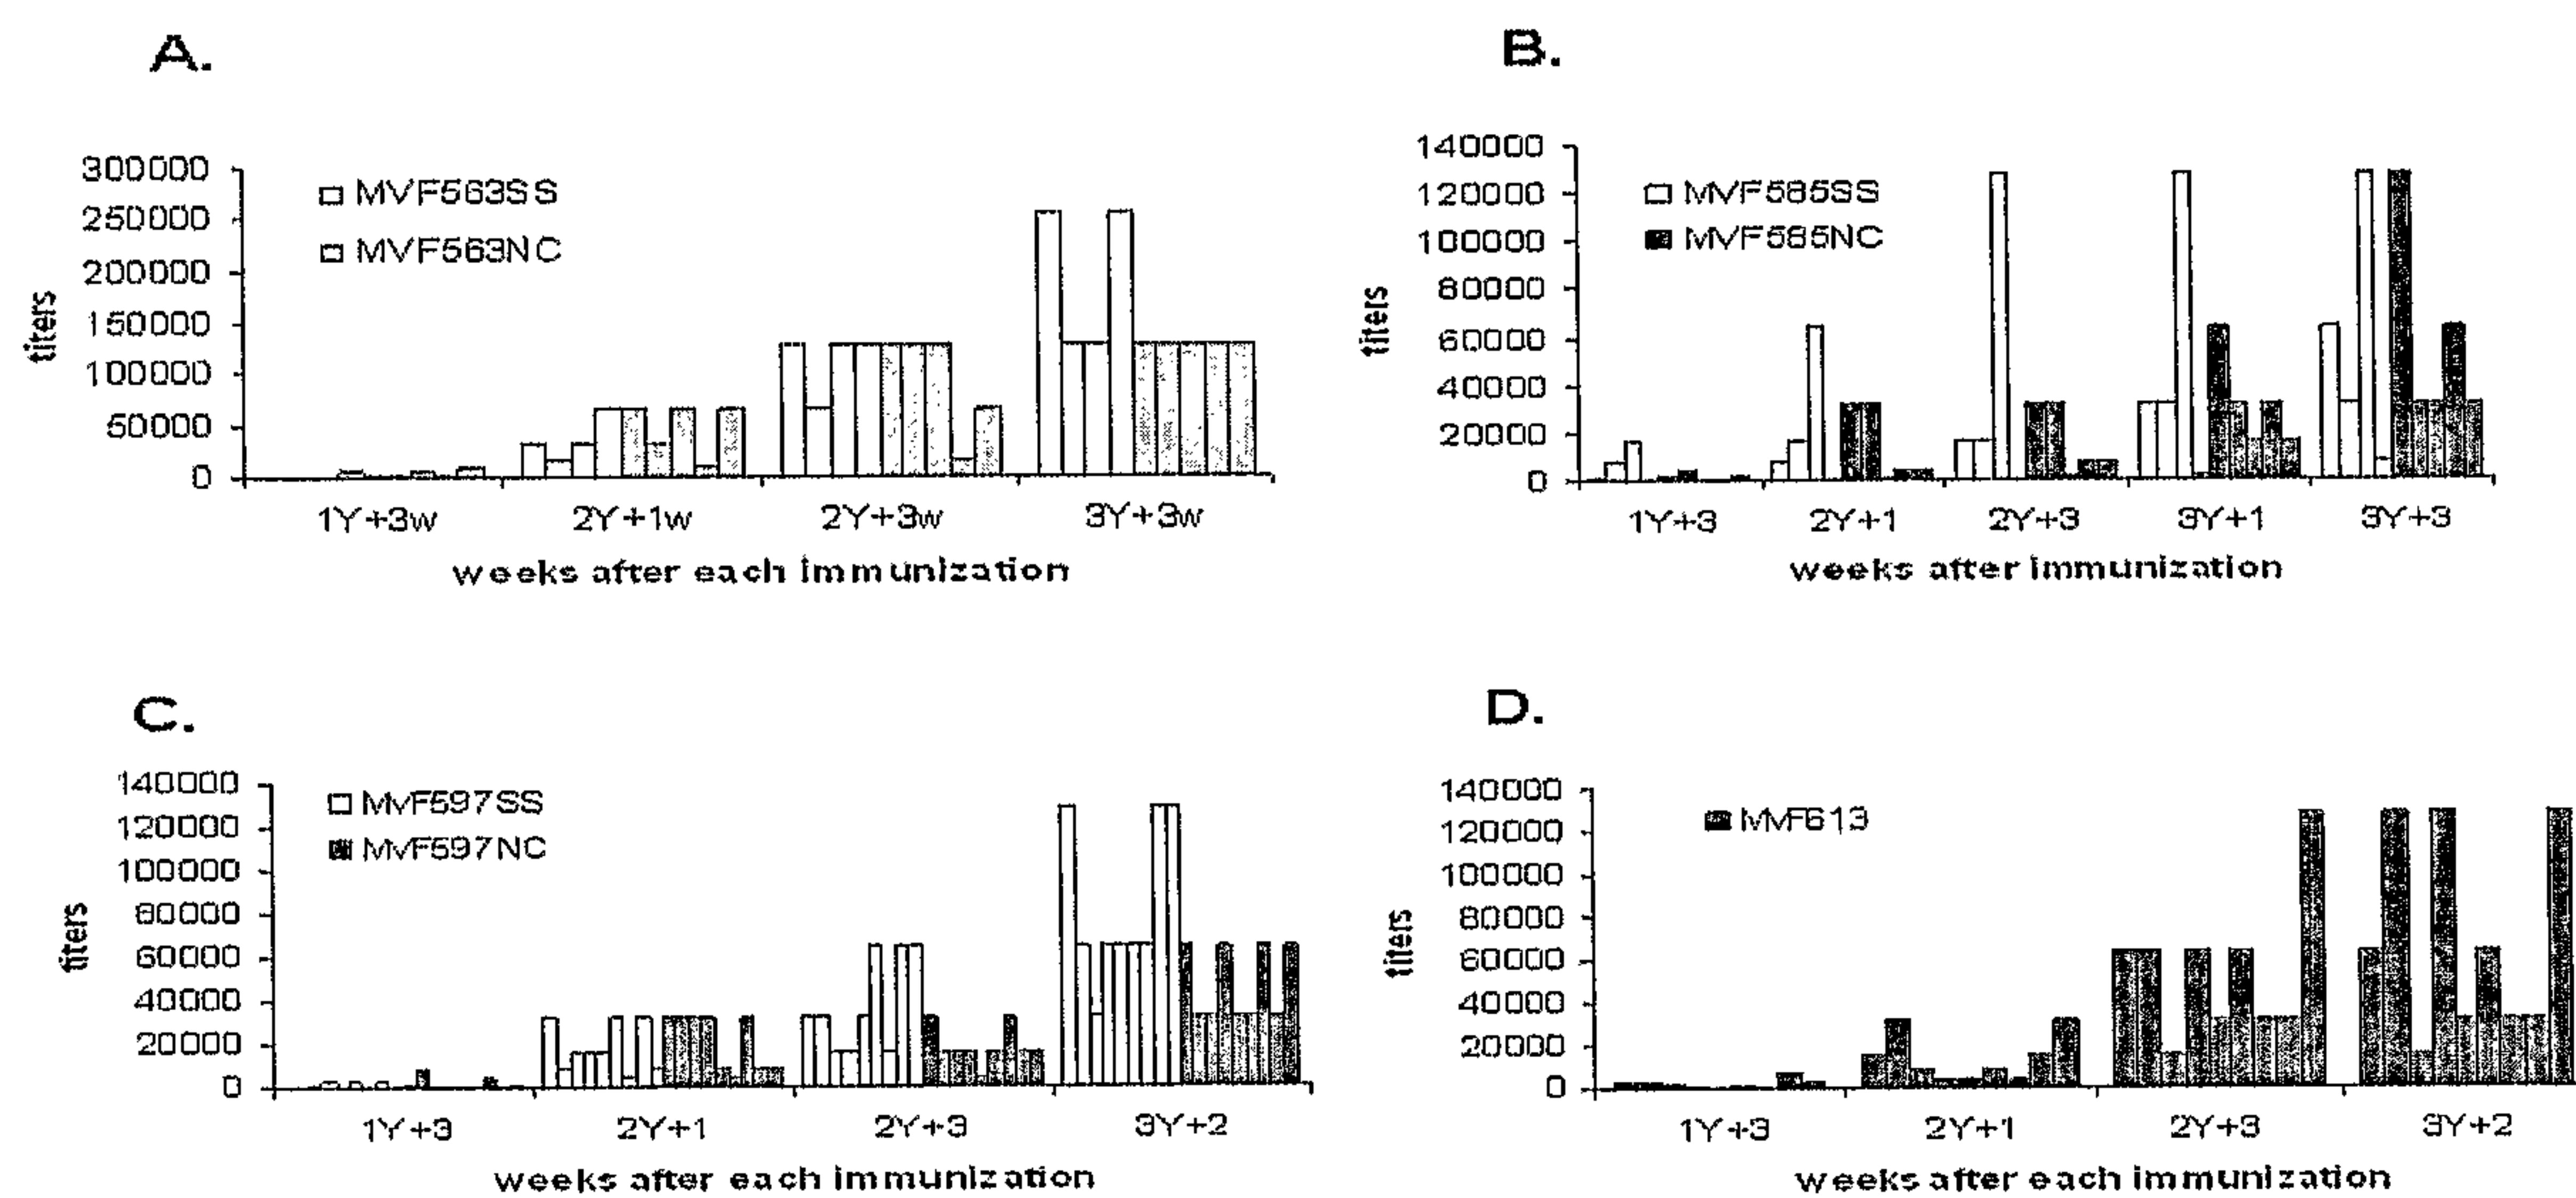 A.
300000
250000
200000
150000
100000
50000
0
titers
MVF563SS
MVF563NC
1Y+3w 2Y+1w 2Y+3w 3Y+3w
weeks after each immunization
B.
140000
120000
100000
80000
60000
40000
20000
0
titers
MVF585SS
MVF585NC
1Y+3 2Y+1 2Y+3 3Y+1 3Y+3
weeks after immunization
C.
140000
120000
100000
80000
60000
40000
20000
0
titers
MVF597SS
MVF597NC
1Y+3 2Y+1 2Y+3 3Y+2
weeks after each immunization
D.
140000
120000
100000
80000
60000
40000
20000
0
titers
MVF613
1Y+3 2Y+1 2Y+3 3Y+2
weeks after each immunization